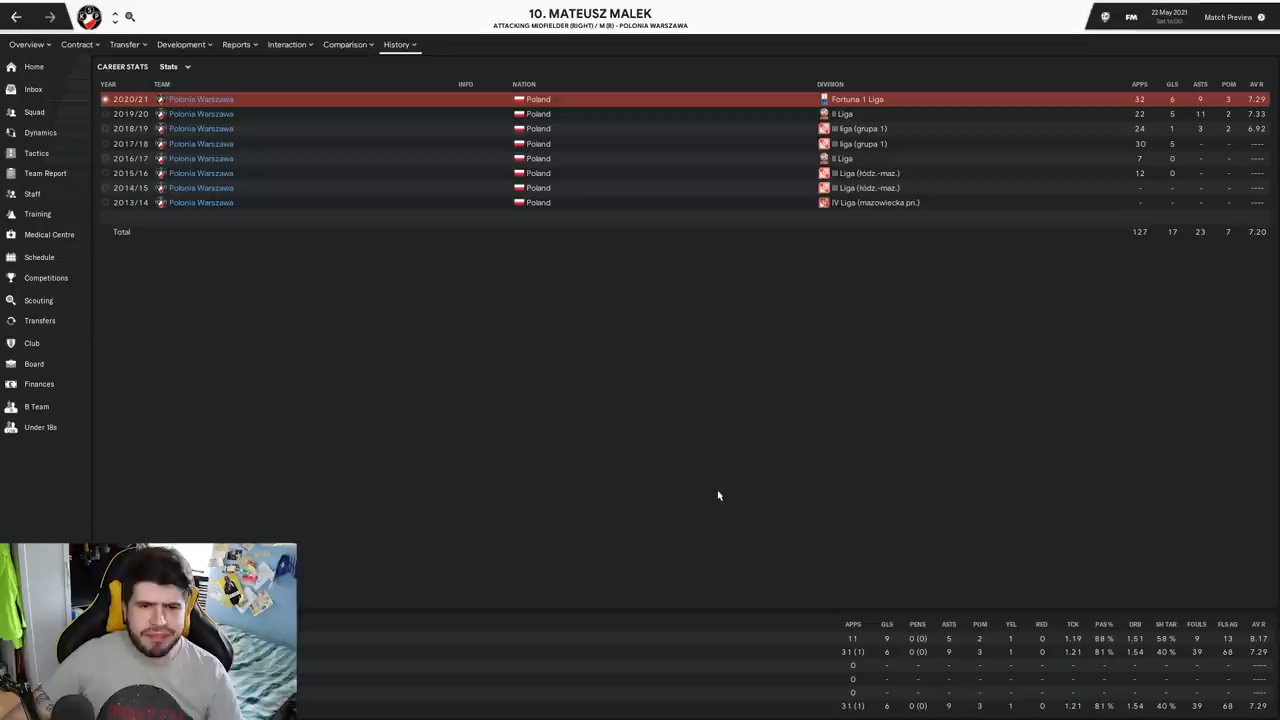 10. MATEUSZ MALEK
ATTACKING MIDFIELDER (RIGHT) / M (R) - POLONIA WARSZAWA
FM
22 May 2021
Sat 16:00
Match Preview
Overview Contract Transfer Development Reports Interaction Comparison History
Home
Inbox
Squad
Dynamics
Tactics
Team Report
Staff
Training
Medical Centre
Schedule
Competitions
Scouting
Transfers
Club
Board
Finances
B Team
Under 18s
CAREER STATS Stats
YEAR TEAM INFO NATION DIVISION APPS GLS ASTS POM AV R
2020/21 Polonia Warszawa Poland Fortuna 1 Liga 32 6 9 3 7.29
2019/20 Polonia Warszawa Poland II Liga 22 5 11 2 7.33
2018/19 Polonia Warszawa Poland III liga (grupa 1) 24 1 3 2 6.92
2017/18 Polonia Warszawa Poland III liga (grupa 1) 30 5 - - ----
2016/17 Polonia Warszawa Poland II Liga 7 0 - - ----
2015/16 Polonia Warszawa Poland III Liga (łódz.-maz.) 12 0 - - ----
2014/15 Polonia Warszawa Poland III Liga (łódz.-maz.) - - - - ----
2013/14 Polonia Warszawa Poland IV Liga (mazowiecka pn.) - - - - ----
Total 127 17 23 7 7.20
APPS GLS PENS ASTS POM YEL RED TCK PAS % DRB SH TAR FOULS FLS AG AV R
11 9 0 (0) 5 2 1 0 1.19 88 % 1.51 58 % 9 13 8.17
31 (1) 6 0 (0) 9 3 1 0 1.21 81 % 1.54 40 % 39 68 7.29
0 - - - - - - - - - - - - ----
0 - - - - - - - - - - - - ----
0 - - - - - - - - - - - - ----
31 (1) 6 0 (0) 9 3 1 0 1.21 81 % 1.54 40 % 39 68 7.29